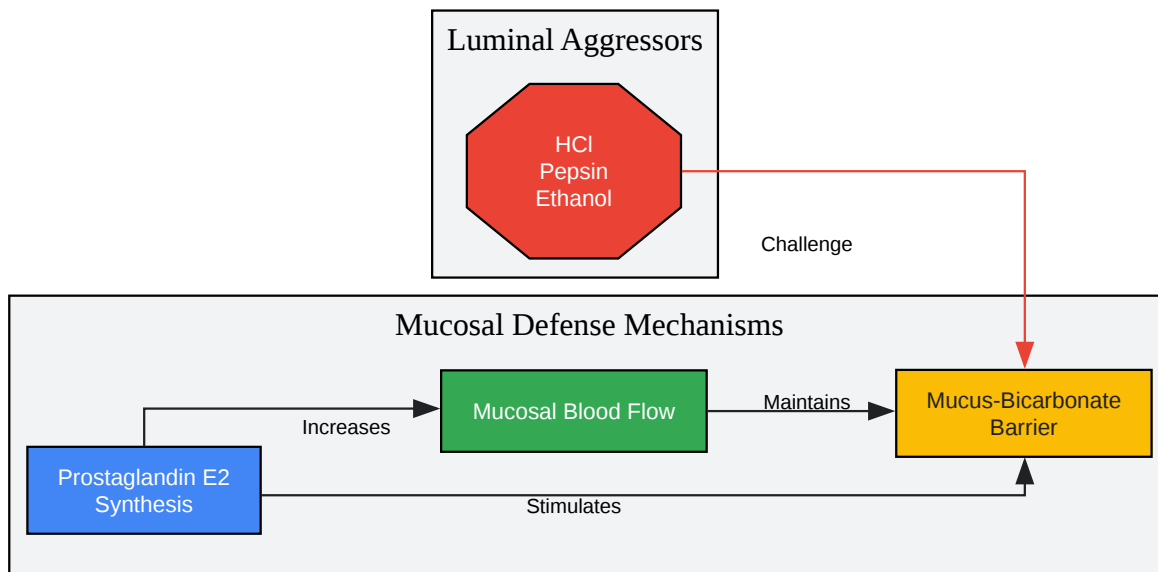 Luminal Aggressors
HCl
Pepsin
Ethanol
Challenge
Mucosal Defense Mechanisms
Mucosal Blood Flow
Maintains
Mucus-Bicarbonate
Barrier
Increases
Prostaglandin E2
Synthesis
Stimulates